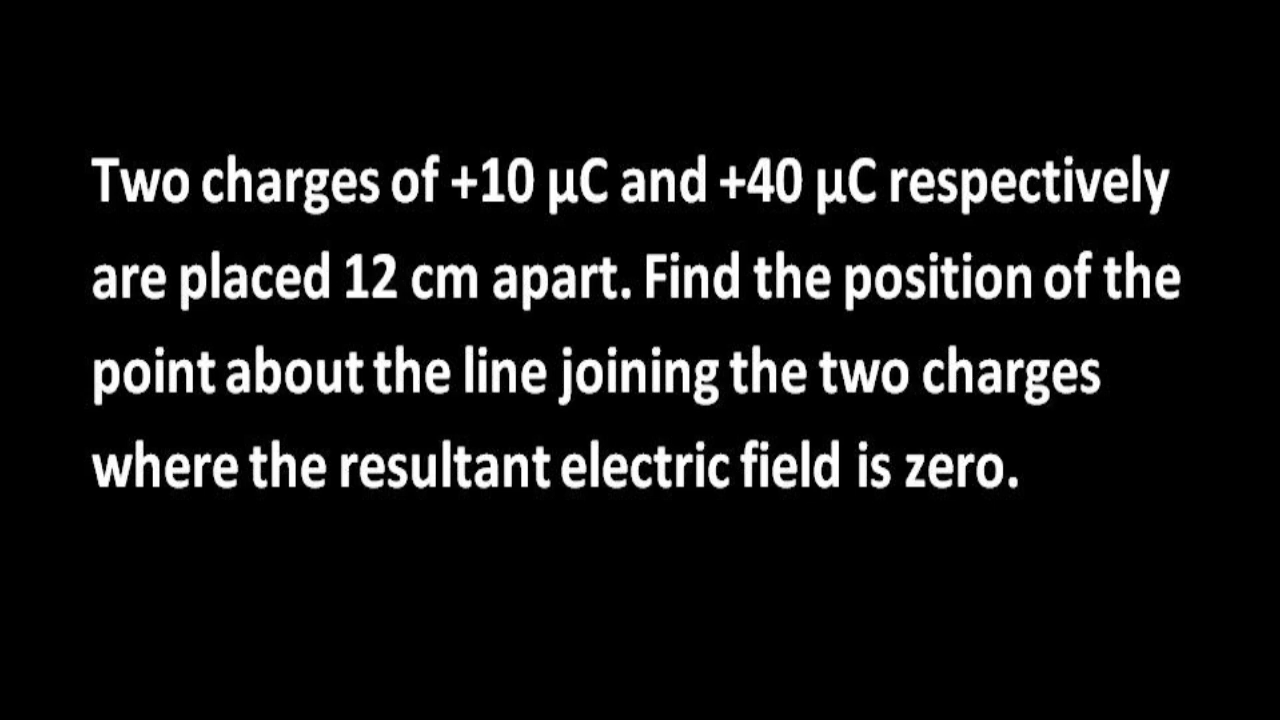 Two charges of +10 µC and +40 µC respectively
are placed 12 cm apart. Find the position of the
point about the line joining the two charges
where the resultant electric field is zero.